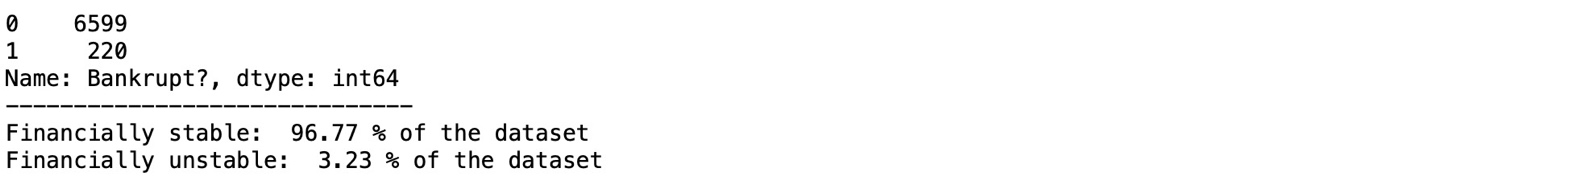 0    6599
1     220
Name: Bankrupt?, dtype: int64
------------------------------
Financially stable:  96.77 % of the dataset
Financially unstable:  3.23 % of the dataset